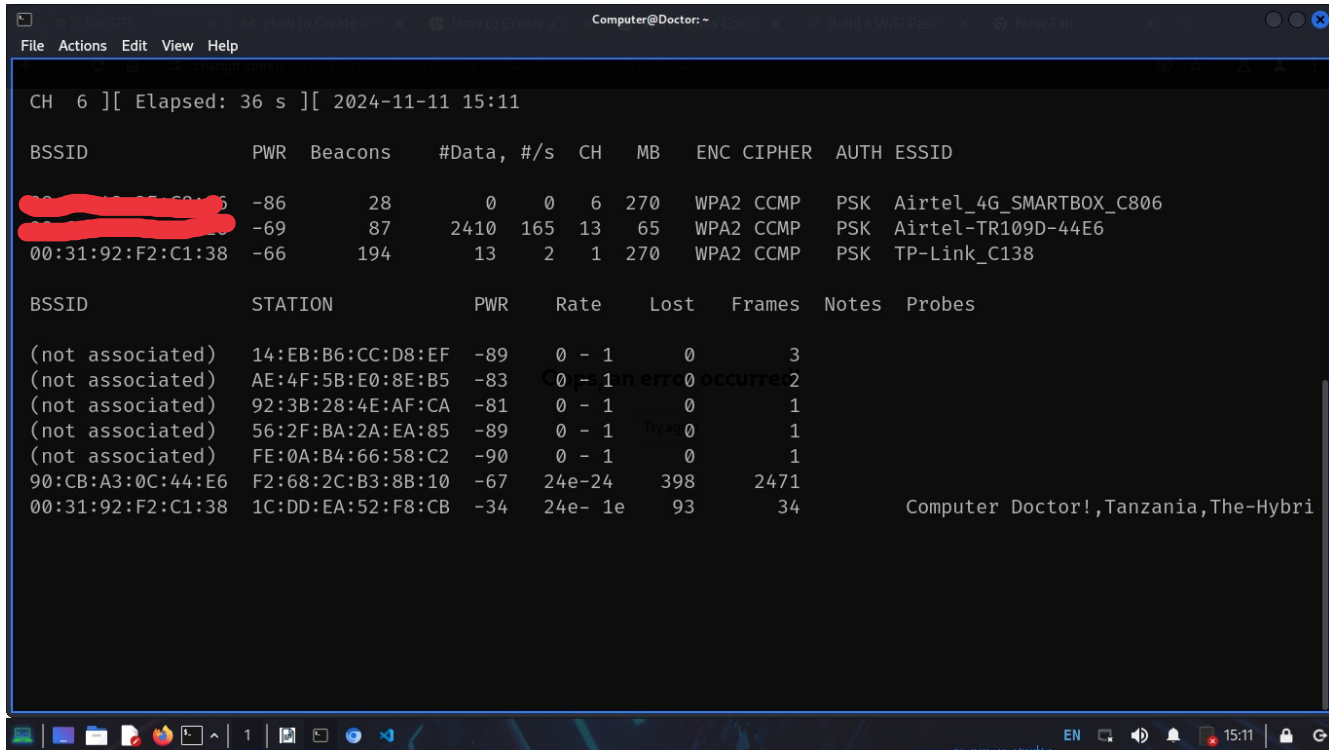 Computer@Doctor: ~
File Actions Edit View Help
CH 6 ][ Elapsed: 36 s ][ 2024-11-11 15:11
BSSID PWR Beacons #Data, #/s CH MB ENC CIPHER AUTH ESSID
-86 28 0 0 6 270 WPA2 CCMP PSK Airtel_4G_SMARTBOX_C806
-69 87 2410 165 13 65 WPA2 CCMP PSK Airtel-TR109D-44E6
00:31:92:F2:C1:38 -66 194 13 2 1 270 WPA2 CCMP PSK TP-Link_C138
BSSID STATION PWR Rate Lost Frames Notes Probes
(not associated) 14:EB:B6:CC:D8:EF -89 0 - 1 0 3
(not associated) AE:4F:5B:E0:8E:B5 -83 0 - 1 0 2
(not associated) 92:3B:28:4E:AF:CA -81 0 - 1 0 1
(not associated) 56:2F:BA:2A:EA:85 -89 0 - 1 0 1
(not associated) FE:0A:B4:66:58:C2 -90 0 - 1 0 1
90:CB:A3:0C:44:E6 F2:68:2C:B3:8B:10 -67 24e-24 398 2471
00:31:92:F2:C1:38 1C:DD:EA:52:F8:CB -34 24e- 1e 93 34 Computer Doctor!,Tanzania,The-Hybri
1
EN 15:11